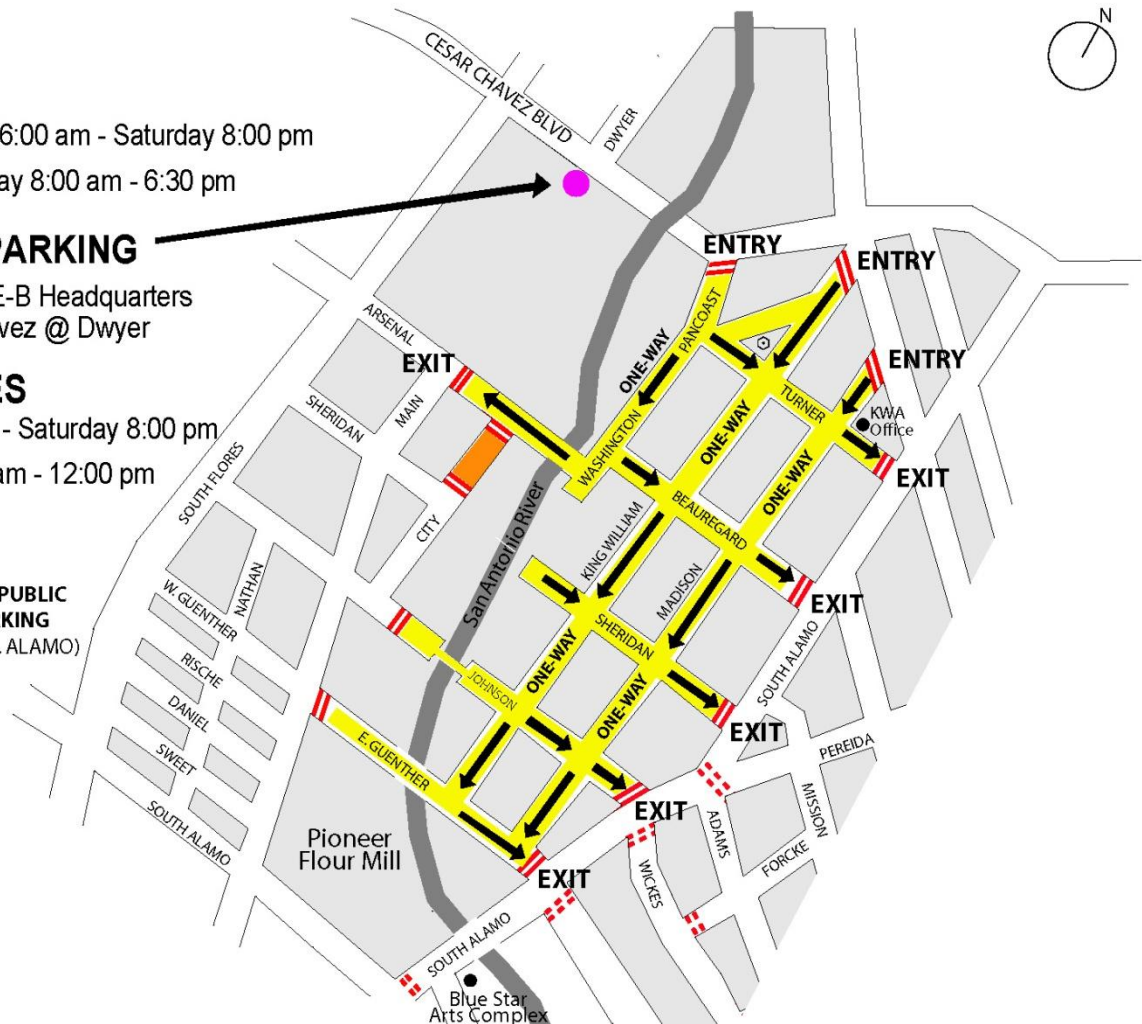 N
CESAR CHAVEZ BLVD
DWYER
6:00 am - Saturday 8:00 pm
ay 8:00 am - 6:30 pm
PARKING
E-B Headquarters
vez @ Dwyer
ES
- Saturday 8:00 pm
am - 12:00 pm
PUBLIC
RKING
. ALAMO)
ENTRY
ENTRY
ENTRY
ARSENAL
EXIT
ONE-WAY
PANCOAST
TURNER
KWA
Office
EXIT
SHERIDAN
MAIN
WASHINGTON
ONE-WAY
ONE-WAY
SOUTH FLORES
CITY
San Antonio River
KING WILLIAM
BEAUREGARD
MADISON
EXIT
NATHAN
W. GUENTHER
RISCHE
DANIEL
SWEET
SOUTH ALAMO
SHERIDAN
ONE-WAY
ONE-WAY
SOUTH ALAMO
EXIT
JOHNSON
E. GUENTHER
PEREIDA
MISSION
ADAMS
FORCKE
EXIT
WICKES
Pioneer
Flour Mill
EXIT
SOUTH ALAMO
Blue Star
Arts Complex